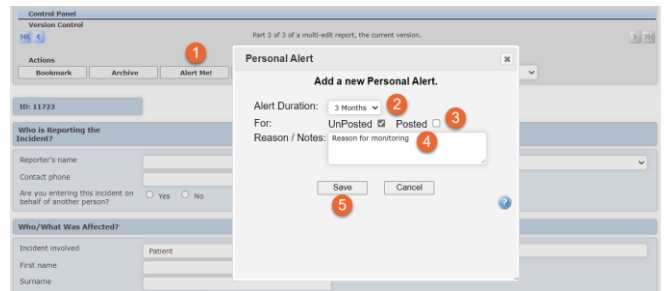 Control Panel
Version Control
Part 3 of 3 of a multi-edit report, the current version.
1
Actions
Bookmark Archive Alert Me!
Personal Alert
Add a new Personal Alert.
Alert Duration: 3 Months 2
For: UnPosted Posted 3
Reason / Notes: Reason for monitoring 4
Save Cancel
5
ID: 11723
Who is Reporting the
Incident?
Reporter's name
Contact phone
Are you entering this incident on
behalf of another person?
Yes No
Who/What Was Affected?
Incident involved Patient
First name
Surname